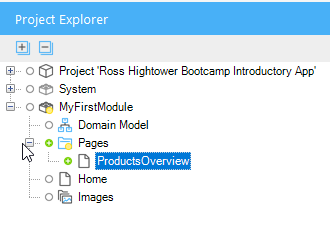 Project Explorer
Project 'Ross Hightower Bootcamp Introductory App'
System
MyFirstModule
Domain Model
Pages
ProductsOverview
Home
Images